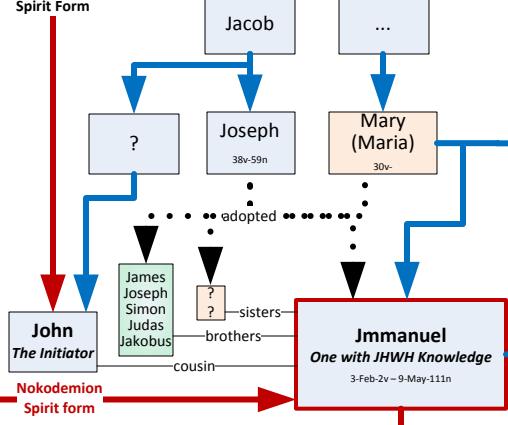 Spirit Form
Jacob
...
?
Joseph
38v-59n
Mary
(Maria)
30v-
adopted
James
Joseph
Simon
Judas
Jakobus
?
?
sisters
brothers
cousin
John
The Initiator
Jmmanuel
One with JHWH Knowledge
3-Feb-2v – 9-May-111n
Nokodemion
Spirit form